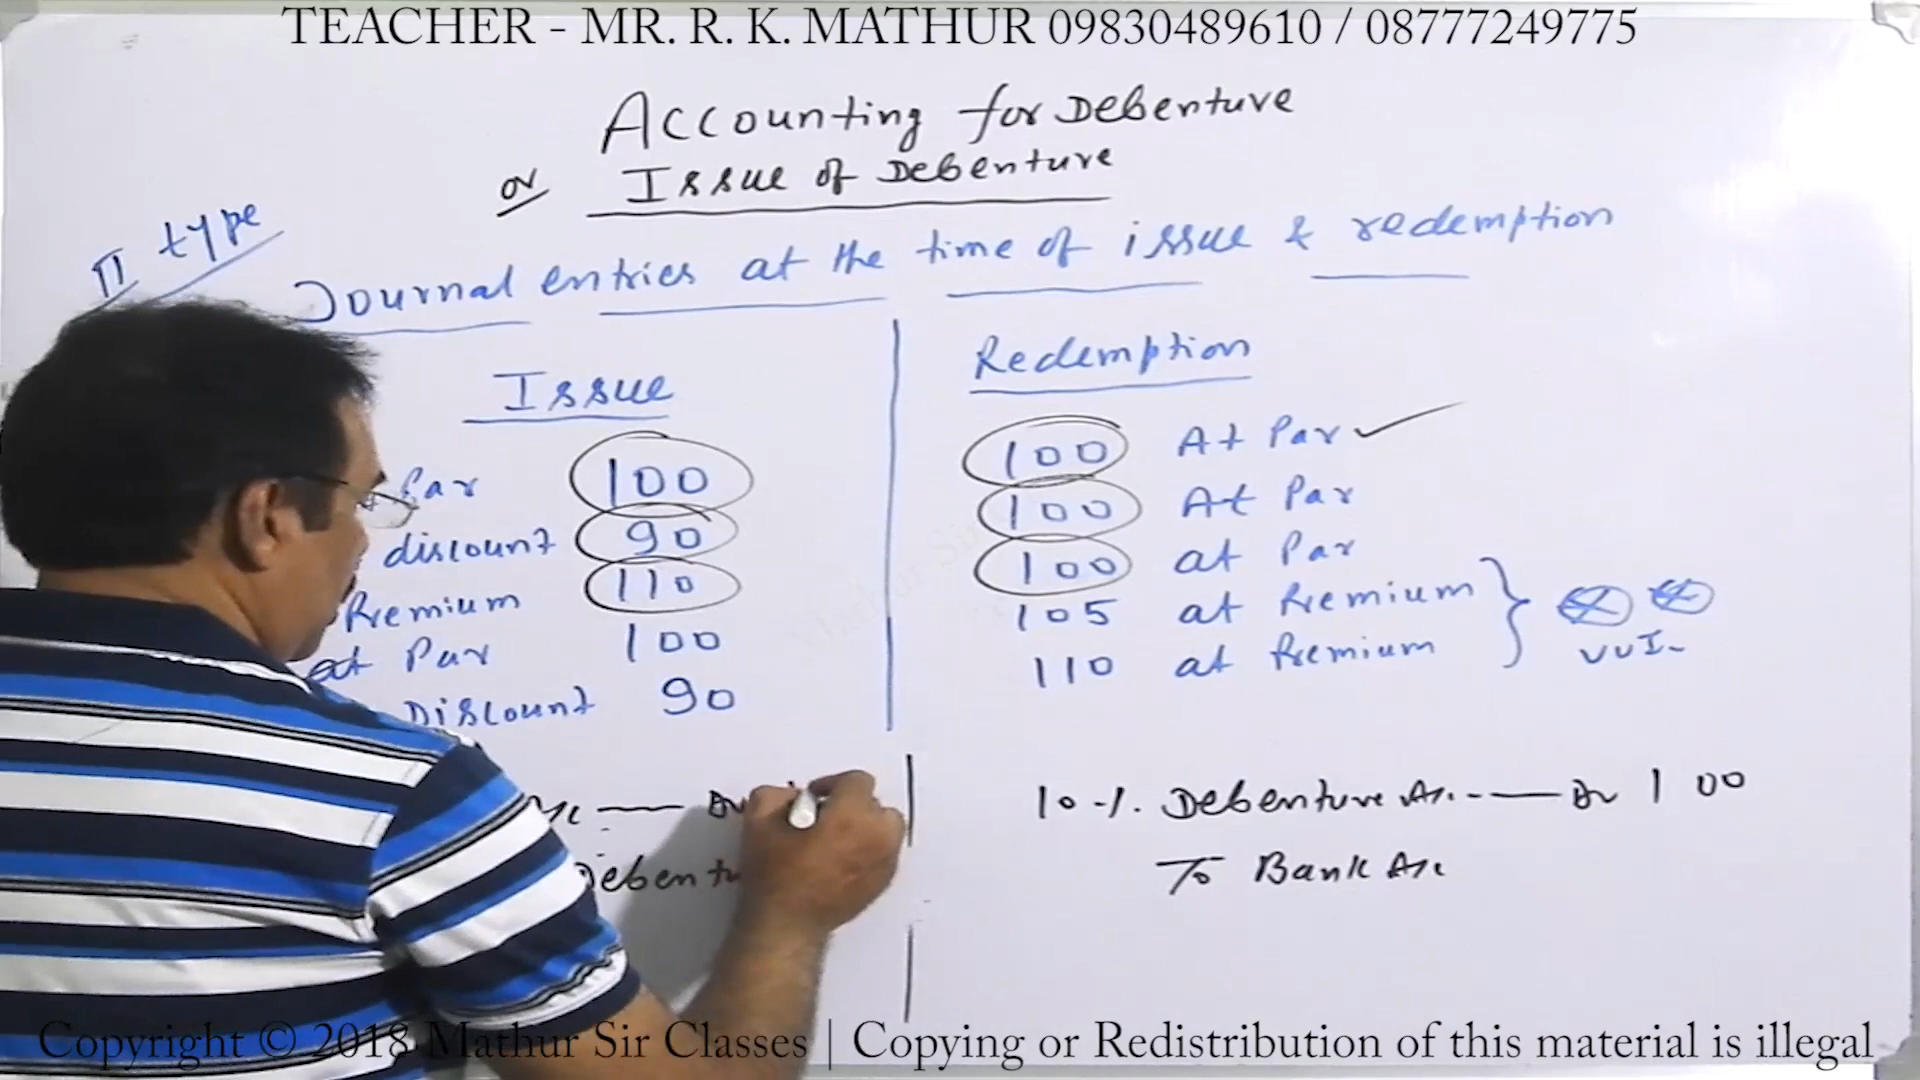 TEACHER - MR. R. K. MATHUR 09830489610 / 08777249775
Accounting for Debenture
or Issue of Debenture
II type
Journal entries at the time of issue & redemption
Issue
Par 100
discount 90
Premium 110
at Par 100
Discount 90
A/c —— Dr
Debentu
Redemption
100 At Par ✓
100 At Par
100 at Par
105 at Premium
110 at Premium
VVI
10 %. Debenture A/c. —— Dr 100
To Bank A/c
Copyright © 2018 Mathur Sir Classes | Copying or Redistribution of this material is illegal